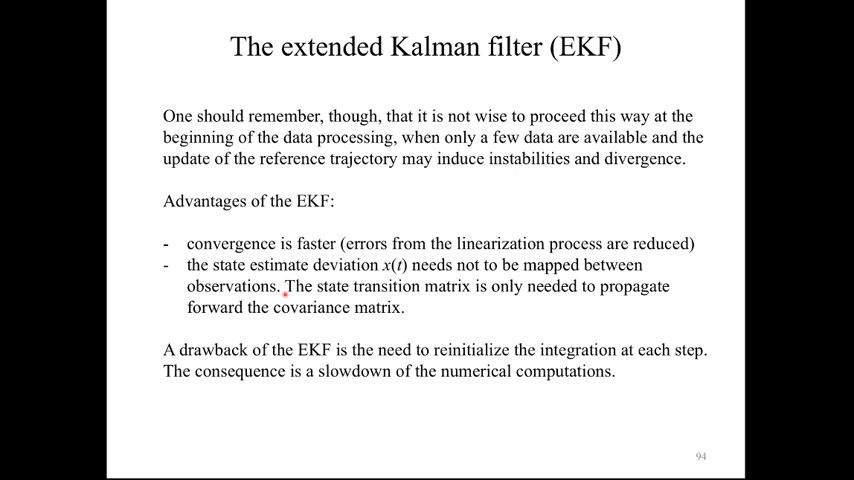 The extended Kalman filter (EKF)
One should remember, though, that it is not wise to proceed this way at the
beginning of the data processing, when only a few data are available and the
update of the reference trajectory may induce instabilities and divergence.
Advantages of the EKF:
- convergence is faster (errors from the linearization process are reduced)
- the state estimate deviation x(t) needs not to be mapped between
observations. The state transition matrix is only needed to propagate
forward the covariance matrix.
A drawback of the EKF is the need to reinitialize the integration at each step.
The consequence is a slowdown of the numerical computations.
94